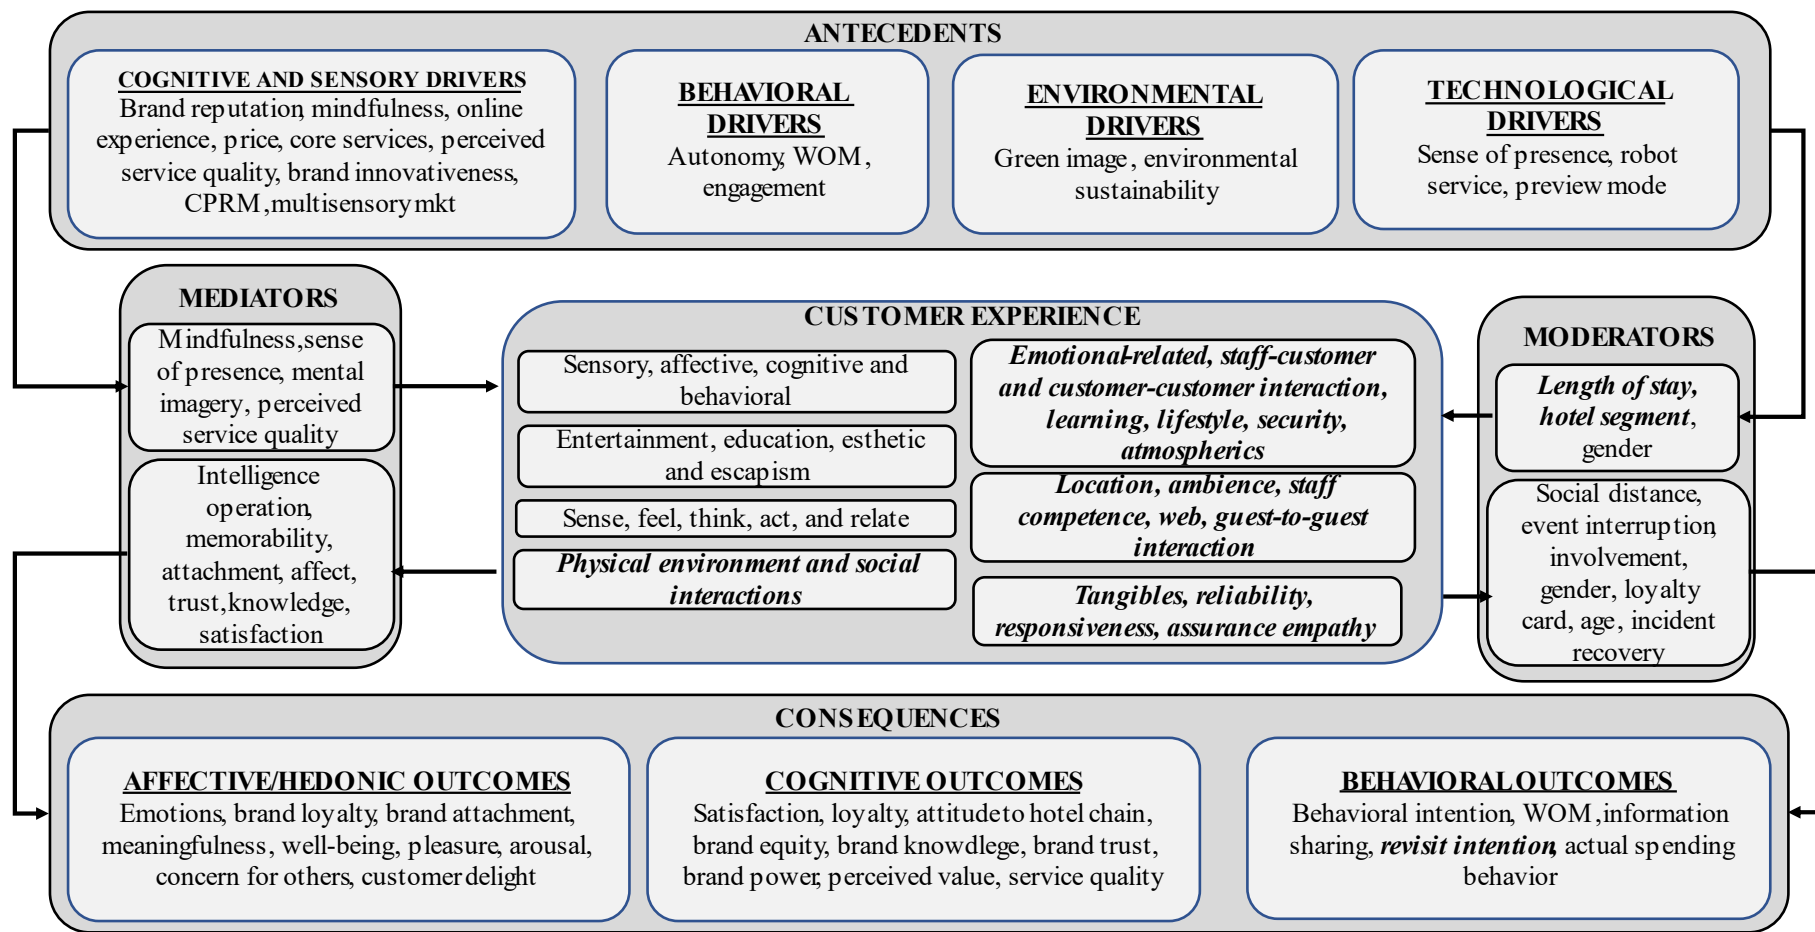 ANTECEDENTS
COGNITIVE AND SENSORY DRIVERS
Brand reputation, mindfulness, online
experience, price, core services, perceived
service quality, brand innovativeness,
CPRM, multisensory mkt
BEHAVIORAL
DRIVERS
Autonomy, WOM,
engagement
ENVIRONMENTAL
DRIVERS
Green image, environmental
sustainability
TECHNOLOGICAL
DRIVERS
Sense of presence, robot
service, preview mode
MEDIATORS
Mindfulness, sense
of presence, mental
imagery, perceived
service quality
Intelligence
operation,
memorability,
attachment, affect,
trust, knowledge,
satisfaction
CUSTOMER EXPERIENCE
Sensory, affective, cognitive and
behavioral
Entertainment, education, esthetic
and escapism
Sense, feel, think, act, and relate
Physical environment and social
interactions
Emotional-related, staff-customer
and customer-customer interaction,
learning, lifestyle, security,
atmospherics
Location, ambience, staff
competence, web, guest-to-guest
interaction
Tangibles, reliability,
responsiveness, assurance empathy
MODERATORS
Length of stay,
hotel segment,
gender
Social distance,
event interruption,
involvement,
gender, loyalty
card, age, incident
recovery
CONSEQUENCES
AFFECTIVE/HEDONIC OUTCOMES
Emotions, brand loyalty, brand attachment,
meaningfulness, well-being, pleasure, arousal,
concern for others, customer delight
COGNITIVE OUTCOMES
Satisfaction, loyalty, attitude to hotel chain,
brand equity, brand knowdlege, brand trust,
brand power, perceived value, service quality
BEHAVIORAL OUTCOMES
Behavioral intention, WOM, information
sharing, revisit intention, actual spending
behavior